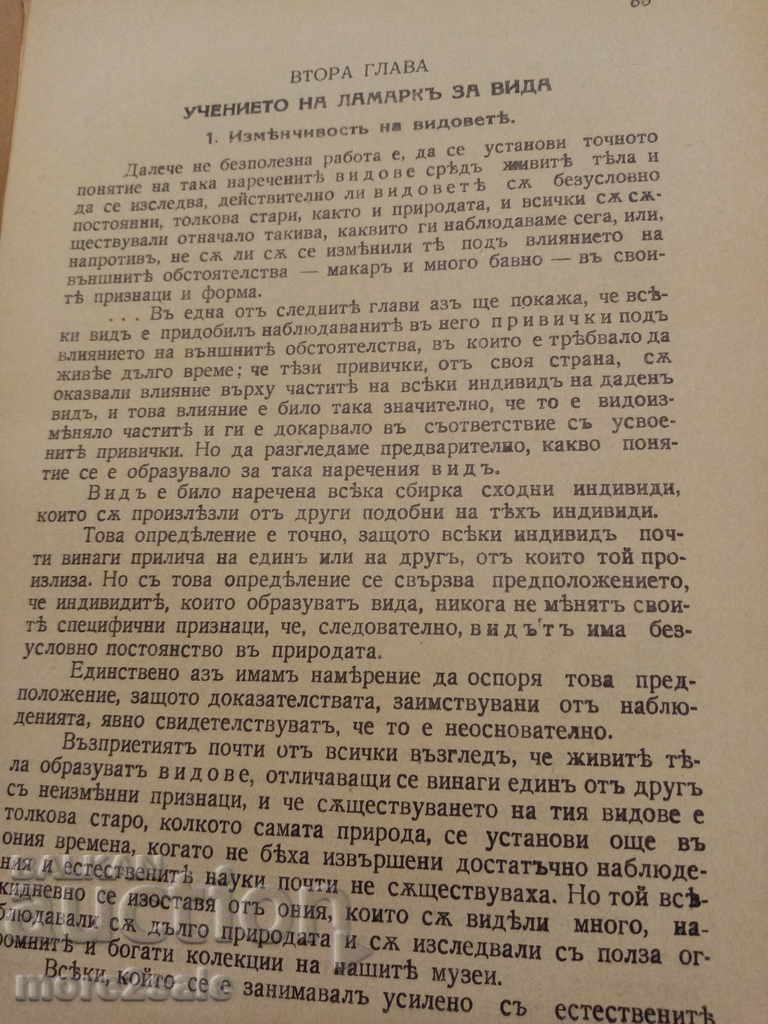 65
ВТОРА ГЛАВА
УЧЕНИЕТО НА ЛАМАРКЪ ЗА ВИДА
1. Измѣнчивость на видоветѣ.
Далече не безполезна работа е, да се установи точното
понятие на така нареченитѣ видове срѣдъ живитѣ тѣла и
да се изследва, действително ли видоветѣ сѫ безусловно
постоянни, толкова стари, както и природата, и всички сѫ сѫ-
ществували отначало такива, каквито ги наблюдаваме сега, или,
напротивъ, не сѫ ли сѫ се измѣнили тѣ подъ влиянието на
външнитѣ обстоятелства — макаръ и много бавно — въ свои-
тѣ признаци и форма.
... Въ една отъ следнитѣ глави азъ ще покажа, че всѣ-
ки видъ е придобилъ наблюдаванитѣ въ него привички подъ
влиянието на външнитѣ обстоятелства, въ които е трѣбвало да
живѣе дълго време; че тѣзи привички, отъ своя страна, сѫ
оказвали влияние върху частитѣ на всѣки индивидъ на даденъ
видъ, и това влияние е било така значително, че то е видоиз-
мѣняло частитѣ и ги е докарвало въ съответствие съ усвое-
нитѣ привички. Но да разгледаме предварително, какво поня-
тие се е образувало за така наречения видъ.
Видъ е било наречена всѣка сбирка сходни индивиди,
които сѫ произлѣзли отъ други подобни на тѣхъ индивиди.
Това опредѣление е точно, защото всѣки индивидъ поч-
ти винаги прилича на единъ или на другъ, отъ които той про-
излиза. Но съ това опредѣление се свързва предположението,
че индивидитѣ, които образуватъ вида, никога не мѣнятъ свои-
тѣ специфични признаци, че, следователно, видътъ има без-
условно постоянство въ природата.
Единствено азъ имамъ намѣрение да оспоря това пред-
положение, защото доказателствата, заимствувани отъ наблю-
денията, явно свидетелствуватъ, че то е неоснователно.
Възприетиятъ почти отъ всички възгледъ, че живитѣ тѣ-
ла образуватъ видове, отличаващи се винаги единъ отъ другъ
съ неизмѣнни признаци, и че сѫществуването на тия видове е
толкова старо, колкото самата природа, се установи още въ
ония времена, когато не бѣха извършени достатъчно наблюде-
ния и естественитѣ науки почти не сѫществуваха. Но той всѣ-
кидневно се изоставя отъ ония, които сѫ видѣли много, на-
блюдавали сѫ дълго природата и сѫ изследвали съ полза ог-
ромнитѣ и богати колекции на нашитѣ музеи.
Всѣки, който се е занимавалъ усилено съ естественитѣ
BALKAN
auction
more2sale